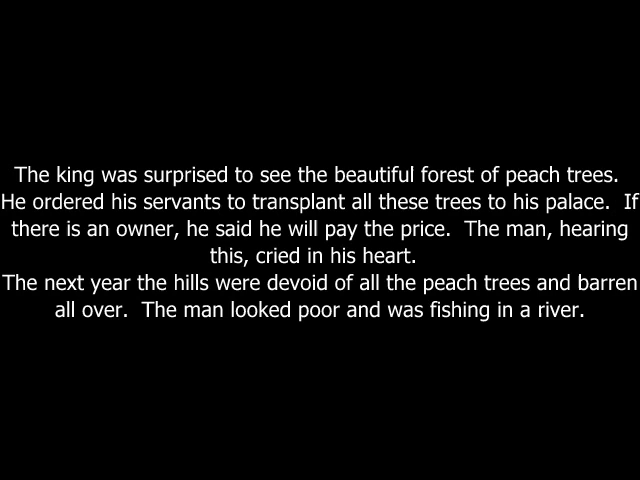 The king was surprised to see the beautiful forest of peach trees.
He ordered his servants to transplant all these trees to his palace.  If
there is an owner, he said he will pay the price.  The man, hearing
this, cried in his heart.
The next year the hills were devoid of all the peach trees and barren
all over.  The man looked poor and was fishing in a river.